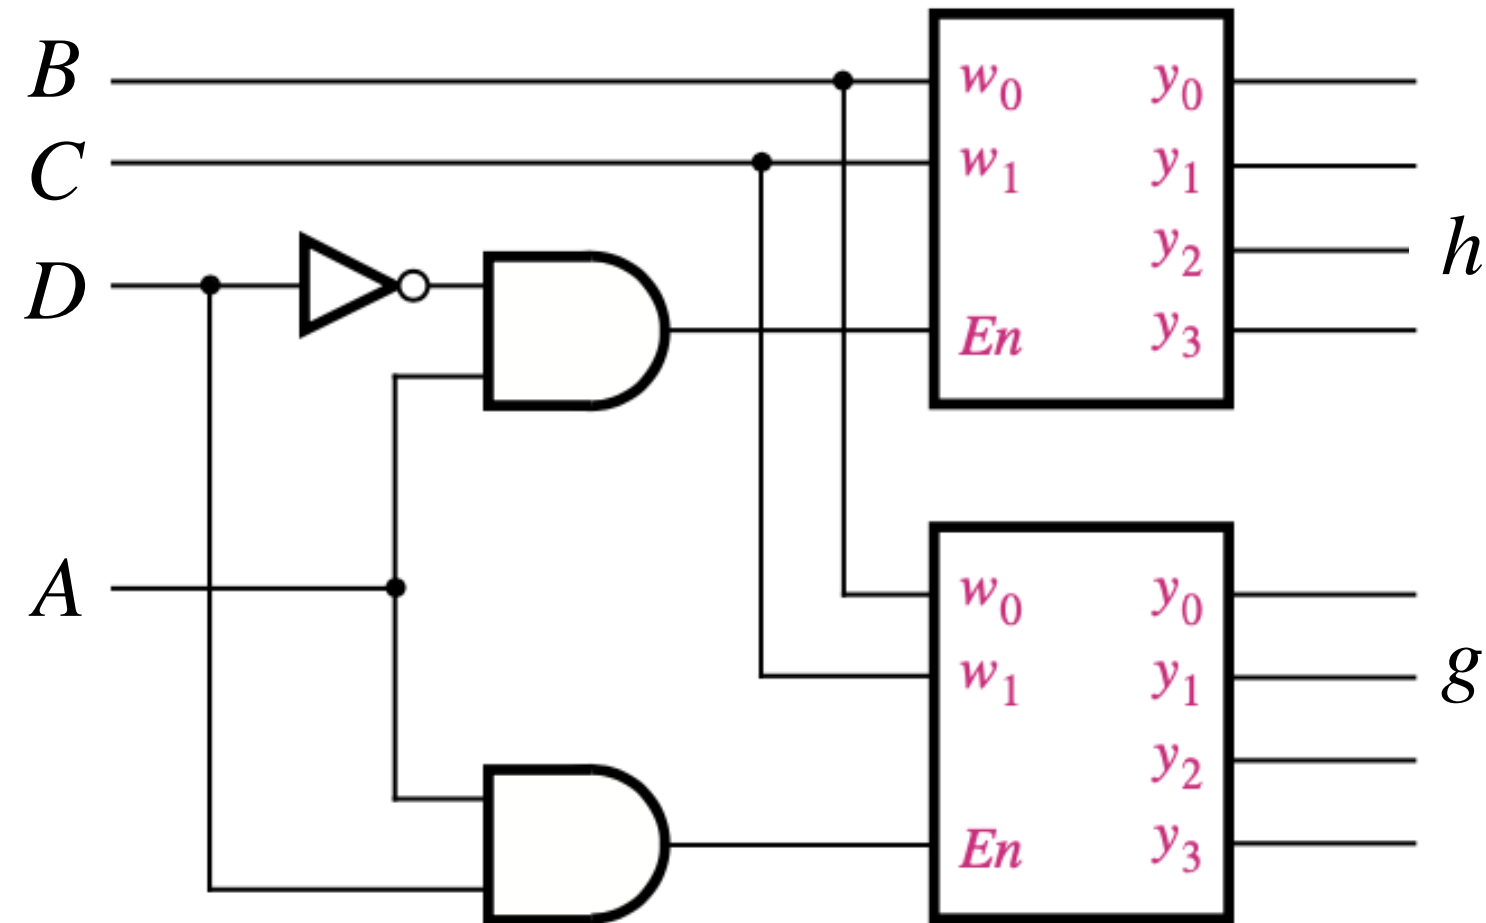 B w₀ y₀
C w₁ y₁
y₂ h
D En y₃
A w₀ y₀
w₁ y₁ g
y₂
En y₃